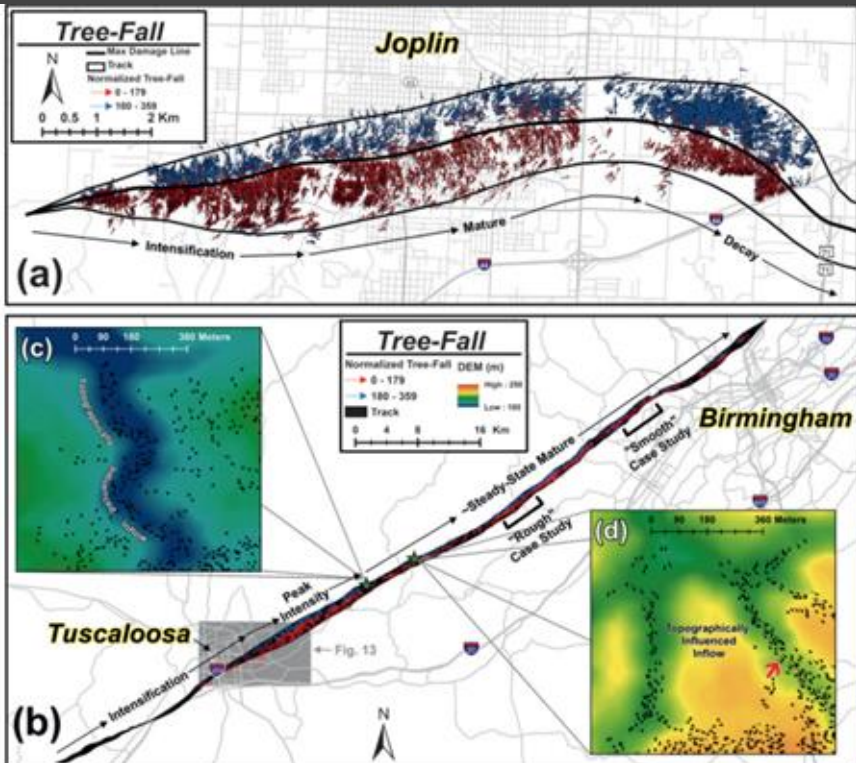 Tree-Fall
Max Damage Line
Track
Normalized Tree-Fall
0 - 179
180 - 359
N
0 0.5 1 2 Km
Joplin
Intensification
Mature
Decay
(a)
(c)
0 90 180 360 Meters
Tree-Fall
Normalized Tree-Fall
0 - 179
180 - 359
Track
DEM (m)
High : 250
0 4 8 16 Km
Birmingham
"Smooth"
Case Study
~Steady-State Mature
"Rough"
Case Study
(d)
0 90 180 360 Meters
Topographically
Influenced
Inflow
Peak
Intensity
Tuscaloosa
Fig. 13
Intensification
N
(b)